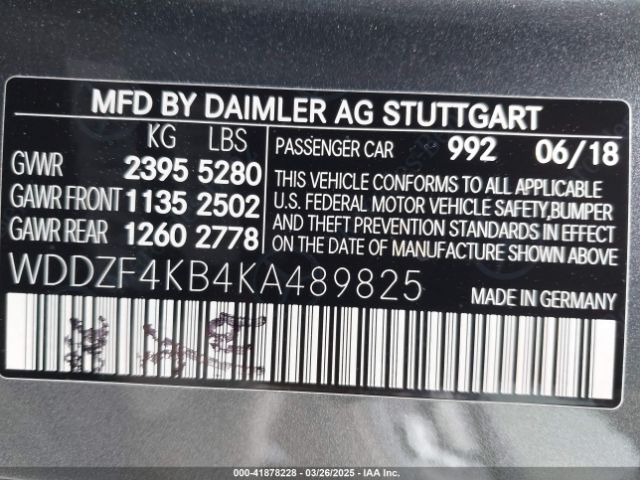 MFD BY DAIMLER AG STUTTGART
KG LBS
GVWR 2395 5280
GAWR FRONT 1135 2502
GAWR REAR 1260 2778
PASSENGER CAR 992 06/18
THIS VEHICLE CONFORMS TO ALL APPLICABLE
U.S. FEDERAL MOTOR VEHICLE SAFETY,BUMPER
AND THEFT PREVENTION STANDARDS IN EFFECT
ON THE DATE OF MANUFACTURE SHOWN ABOVE
WDDZF4KB4KA489825
MADE IN GERMANY
000-41878228 — 03/26/2025 — IAA Inc.